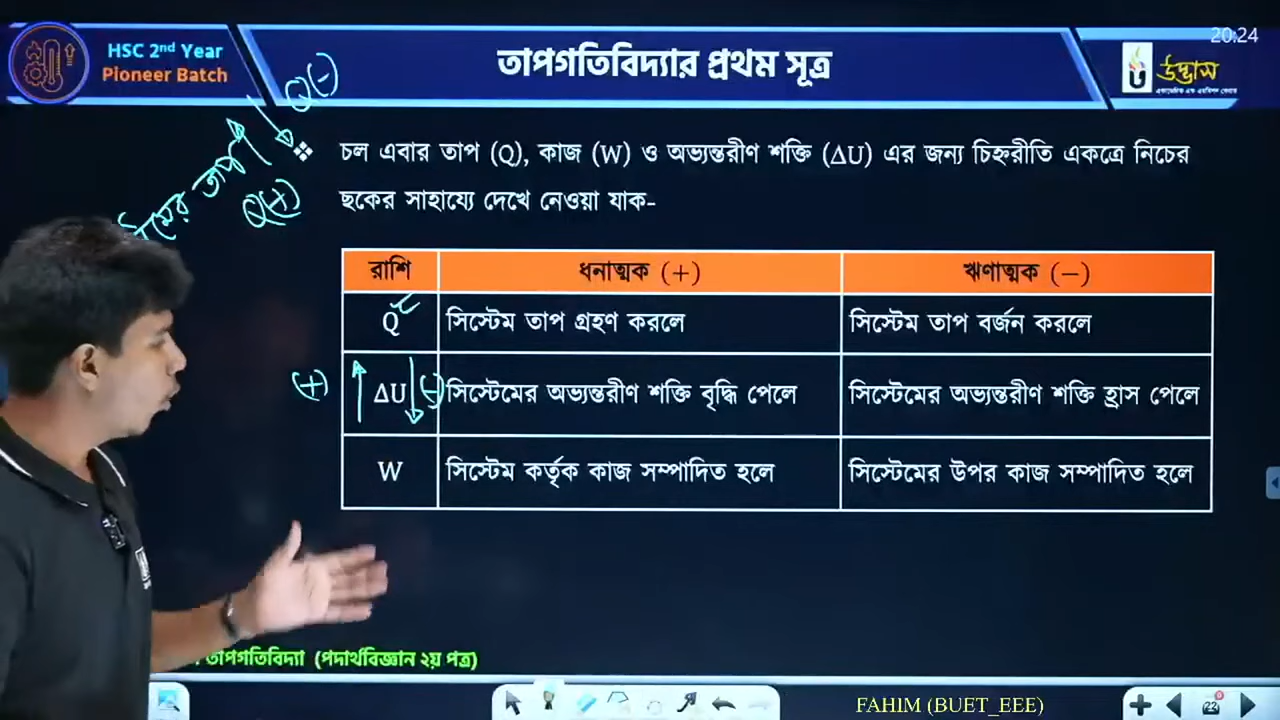 20:24
HSC 2nd Year
Pioneer Batch
তাপগতিবিদ্যার প্রথম সূত্র
উদ্ভাস
Q(-)
তাপ
Q(+)
❖ চল এবার তাপ (Q), কাজ (W) ও অভ্যন্তরীণ শক্তি (ΔU) এর জন্য চিহ্নরীতি একত্রে নিচের
ছকের সাহায্যে দেখে নেওয়া যাক-
রাশি ধনাত্মক (+) ঋণাত্মক (−)
Q সিস্টেম তাপ গ্রহণ করলে সিস্টেম তাপ বর্জন করলে
(+) ΔU (-) সিস্টেমের অভ্যন্তরীণ শক্তি বৃদ্ধি পেলে সিস্টেমের অভ্যন্তরীণ শক্তি হ্রাস পেলে
W সিস্টেম কর্তৃক কাজ সম্পাদিত হলে সিস্টেমের উপর কাজ সম্পাদিত হলে
তাপগতিবিদ্যা (পদার্থবিজ্ঞান ২য় পত্র)
FAHIM (BUET_EEE)
22